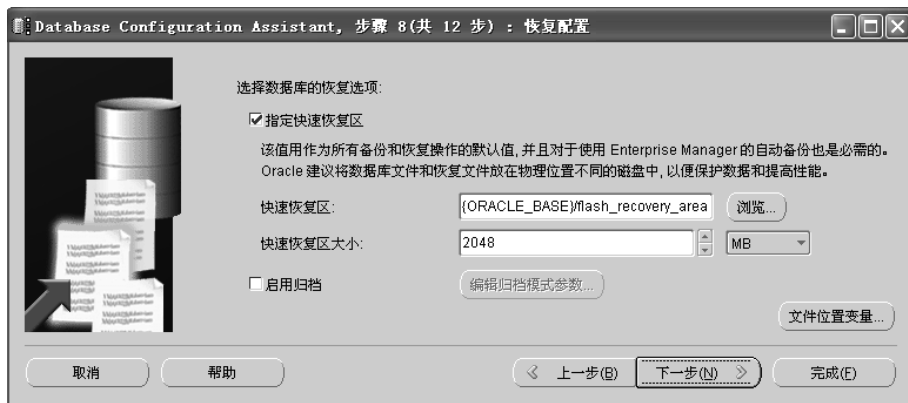 Database Configuration Assistant, 步骤 8(共 12 步) : 恢复配置
选择数据库的恢复选项:
指定快速恢复区
该值用作为所有备份和恢复操作的默认值,并且对于使用 Enterprise Manager 的自动备份也是必需的。
Oracle 建议将数据库文件和恢复文件放在物理位置不同的磁盘中,以便保护数据和提高性能。
快速恢复区: {ORACLE_BASE}/flash_recovery_area 浏览...
快速恢复区大小: 2048 MB
启用归档 编辑归档模式参数...
文件位置变量...
取消 帮助 上一步(B) 下一步(N) 完成(F)